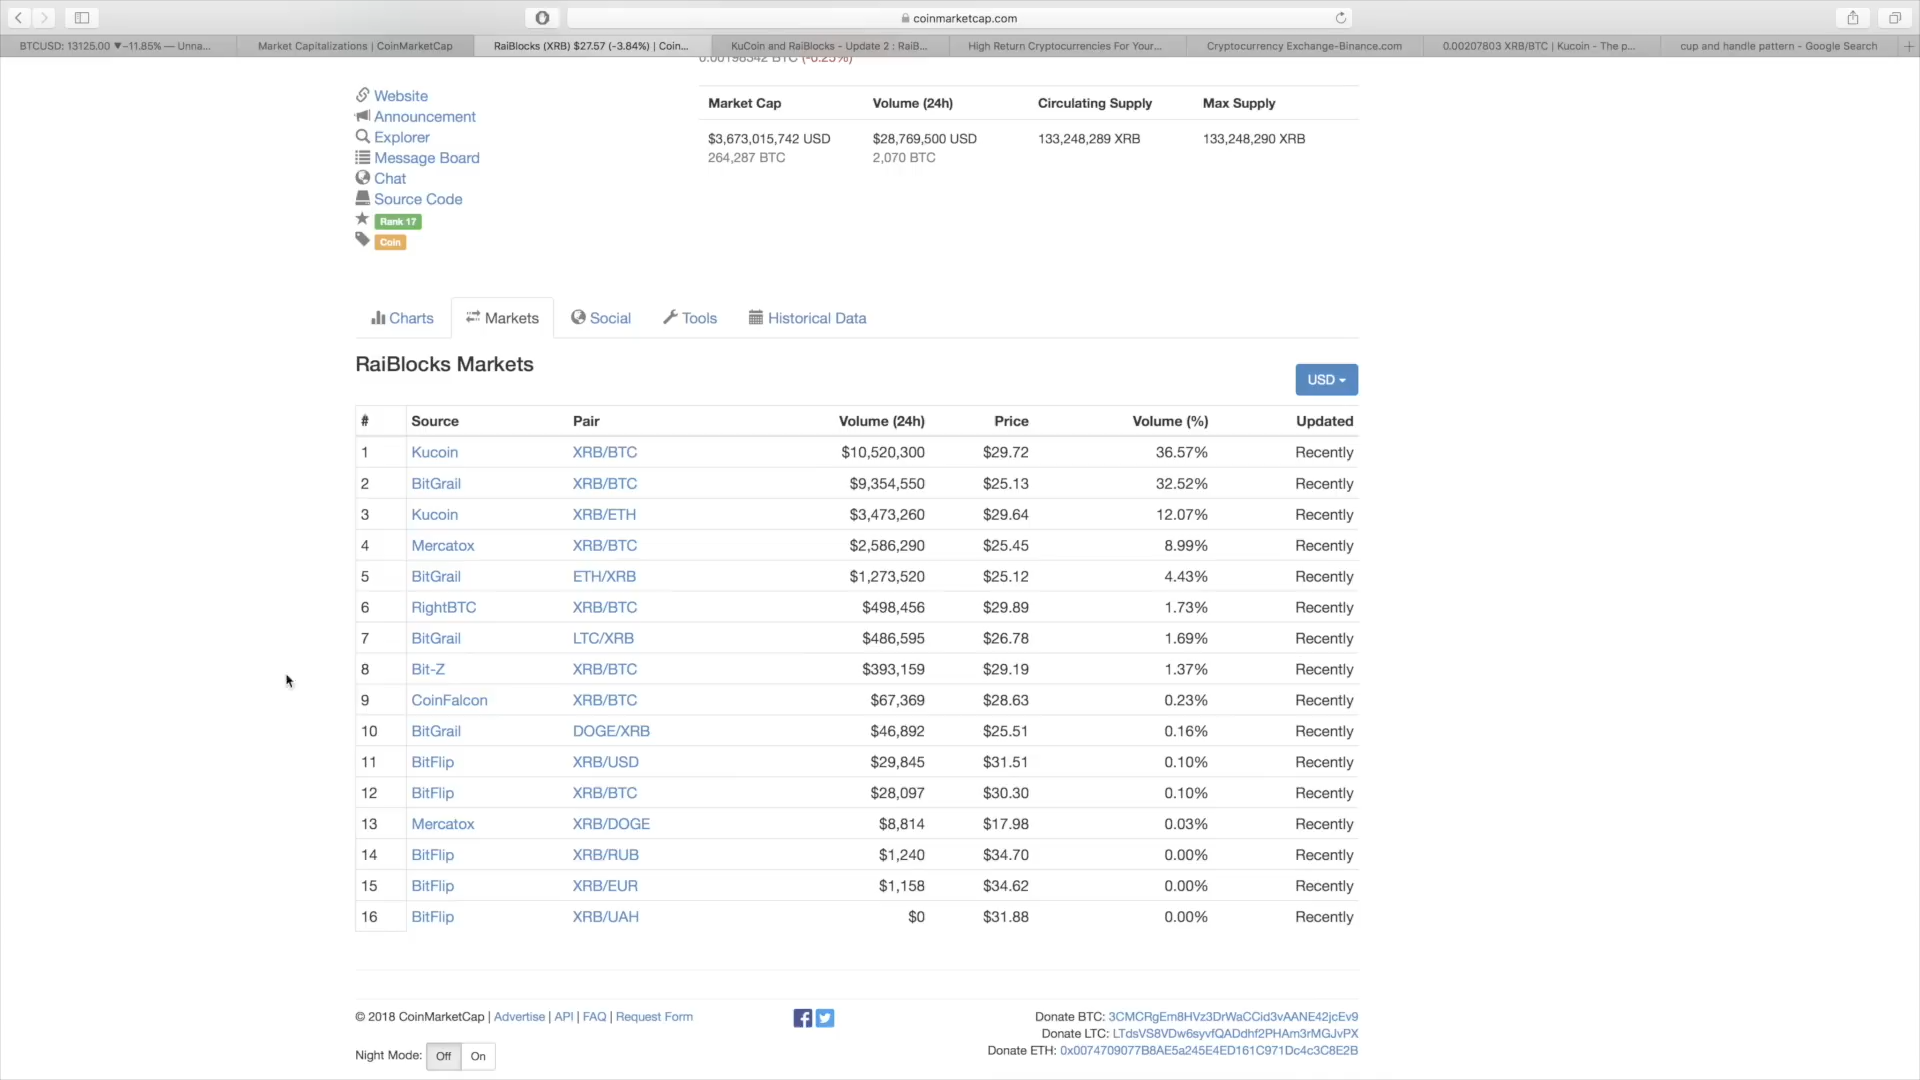 coinmarketcap.com
BTCUSD: 13125.00 ▼−11.85% — Unna...
Market Capitalizations | CoinMarketCap
RaiBlocks (XRB) $27.57 (-3.84%) | Coin...
KuCoin and RaiBlocks - Update 2 : RaiB...
High Return Cryptocurrencies For Your...
Cryptocurrency Exchange-Binance.com
0.00207803 XRB/BTC | Kucoin - The p...
cup and handle pattern - Google Search
0.00198342 BTC (-0.25%)
Website
Announcement
Explorer
Message Board
Chat
Source Code
Rank 17
Coin
Market Cap Volume (24h) Circulating Supply Max Supply
$3,673,015,742 USD $28,769,500 USD 133,248,289 XRB 133,248,290 XRB
264,287 BTC 2,070 BTC
Charts Markets Social Tools Historical Data
RaiBlocks Markets
USD
# Source Pair Volume (24h) Price Volume (%) Updated
1 Kucoin XRB/BTC $10,520,300 $29.72 36.57% Recently
2 BitGrail XRB/BTC $9,354,550 $25.13 32.52% Recently
3 Kucoin XRB/ETH $3,473,260 $29.64 12.07% Recently
4 Mercatox XRB/BTC $2,586,290 $25.45 8.99% Recently
5 BitGrail ETH/XRB $1,273,520 $25.12 4.43% Recently
6 RightBTC XRB/BTC $498,456 $29.89 1.73% Recently
7 BitGrail LTC/XRB $486,595 $26.78 1.69% Recently
8 Bit-Z XRB/BTC $393,159 $29.19 1.37% Recently
9 CoinFalcon XRB/BTC $67,369 $28.63 0.23% Recently
10 BitGrail DOGE/XRB $46,892 $25.51 0.16% Recently
11 BitFlip XRB/USD $29,845 $31.51 0.10% Recently
12 BitFlip XRB/BTC $28,097 $30.30 0.10% Recently
13 Mercatox XRB/DOGE $8,814 $17.98 0.03% Recently
14 BitFlip XRB/RUB $1,240 $34.70 0.00% Recently
15 BitFlip XRB/EUR $1,158 $34.62 0.00% Recently
16 BitFlip XRB/UAH $0 $31.88 0.00% Recently
© 2018 CoinMarketCap | Advertise | API | FAQ | Request Form
Donate BTC: 3CMCRgEm8HVz3DrWaCCid3vAANE42jcEv9
Donate LTC: LTdsVS8VDw6syvfQADdhf2PHAm3rMGJvPX
Donate ETH: 0x0074709077B8AE5a245E4ED161C971Dc4c3C8E2B
Night Mode: Off On